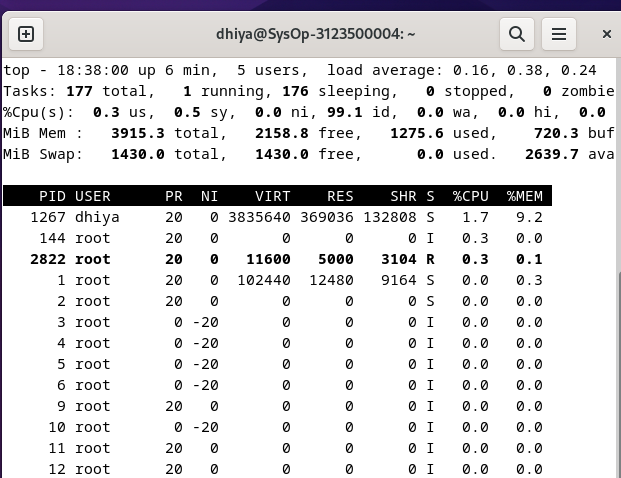 dhiya@SysOp-3123500004: ~
top - 18:38:00 up 6 min,  5 users,  load average: 0.16, 0.38, 0.24
Tasks: 177 total,   1 running, 176 sleeping,   0 stopped,   0 zombie
%Cpu(s):  0.3 us,  0.5 sy,  0.0 ni, 99.1 id,  0.0 wa,  0.0 hi,  0.0
MiB Mem :   3915.3 total,   2158.8 free,   1275.6 used,    720.3 buf
MiB Swap:   1430.0 total,   1430.0 free,      0.0 used.   2639.7 ava
PID USER      PR  NI    VIRT    RES    SHR S  %CPU  %MEM
1267 dhiya     20   0 3835640 369036 132808 S   1.7   9.2
144 root      20   0       0      0      0 I   0.3   0.0
2822 root      20   0   11600   5000   3104 R   0.3   0.1
1 root      20   0  102440  12480   9164 S   0.0   0.3
2 root      20   0       0      0      0 S   0.0   0.0
3 root       0 -20       0      0      0 I   0.0   0.0
4 root       0 -20       0      0      0 I   0.0   0.0
5 root       0 -20       0      0      0 I   0.0   0.0
6 root       0 -20       0      0      0 I   0.0   0.0
9 root      20   0       0      0      0 I   0.0   0.0
10 root       0 -20       0      0      0 I   0.0   0.0
11 root      20   0       0      0      0 I   0.0   0.0
12 root      20   0       0      0      0 I   0.0   0.0